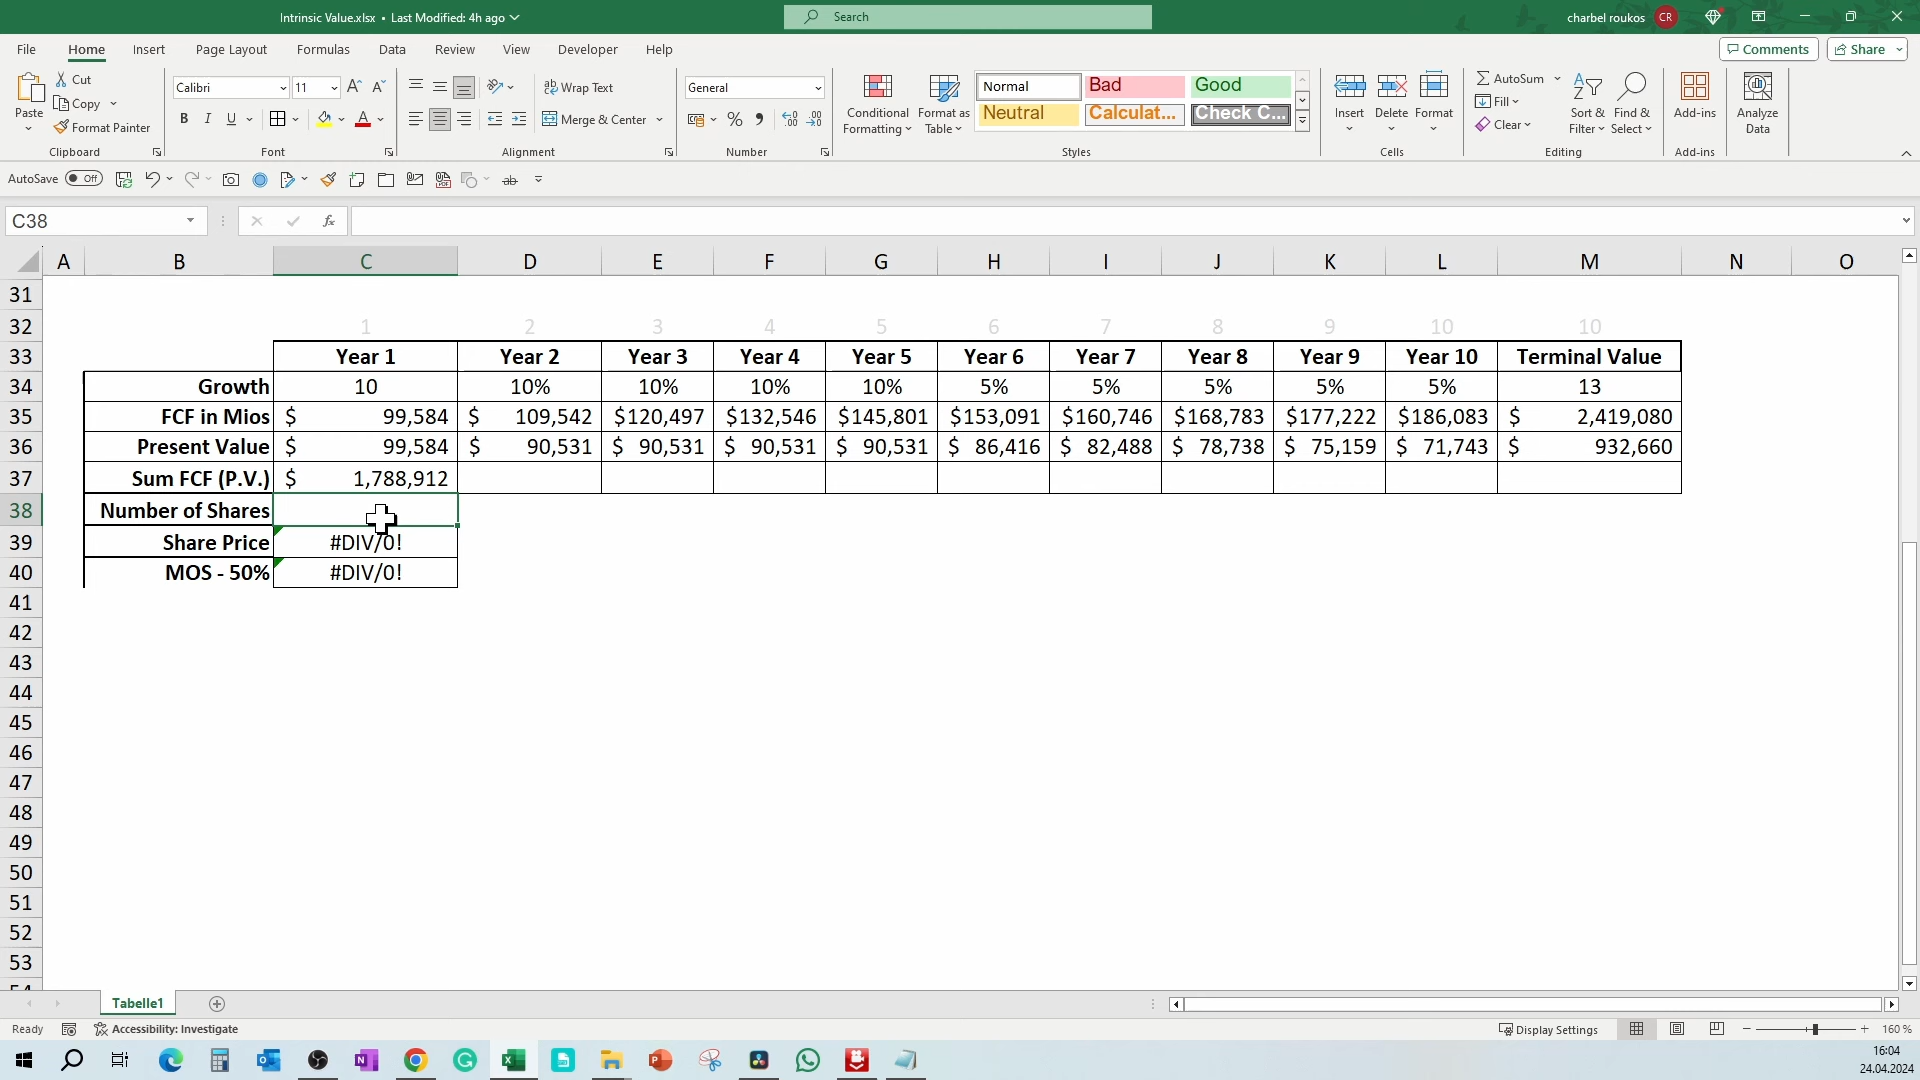 Intrinsic Value.xlsx • Last Modified: 4h ago
Search
charbel roukos CR
File Home Insert Page Layout Formulas Data Review View Developer Help
Comments Share
Paste
Cut
Copy
Format Painter
Clipboard
Calibri 11
B I U
Font
Wrap Text
Merge & Center
Alignment
General
Number
Conditional Formatting
Format as Table
Normal Bad Good
Neutral Calculat... Check C...
Styles
Insert Delete Format
Cells
AutoSum
Fill
Clear
Sort & Filter
Find & Select
Editing
Add-ins
Add-ins
Analyze Data
AutoSave Off
C38
fx
A B C D E F G H I J K L M N O
31
32 1 2 3 4 5 6 7 8 9 10 10
33 Year 1 Year 2 Year 3 Year 4 Year 5 Year 6 Year 7 Year 8 Year 9 Year 10 Terminal Value
34 Growth 10 10% 10% 10% 10% 5% 5% 5% 5% 5% 13
35 FCF in Mios $ 99,584 $ 109,542 $120,497 $132,546 $145,801 $153,091 $160,746 $168,783 $177,222 $186,083 $ 2,419,080
36 Present Value $ 99,584 $ 90,531 $ 90,531 $ 90,531 $ 90,531 $ 86,416 $ 82,488 $ 78,738 $ 75,159 $ 71,743 $ 932,660
37 Sum FCF (P.V.) $ 1,788,912
38 Number of Shares
39 Share Price #DIV/0!
40 MOS - 50% #DIV/0!
41
42
43
44
45
46
47
48
49
50
51
52
53
54
Tabelle1
Ready Accessibility: Investigate Display Settings 160 %
16:04
24.04.2024